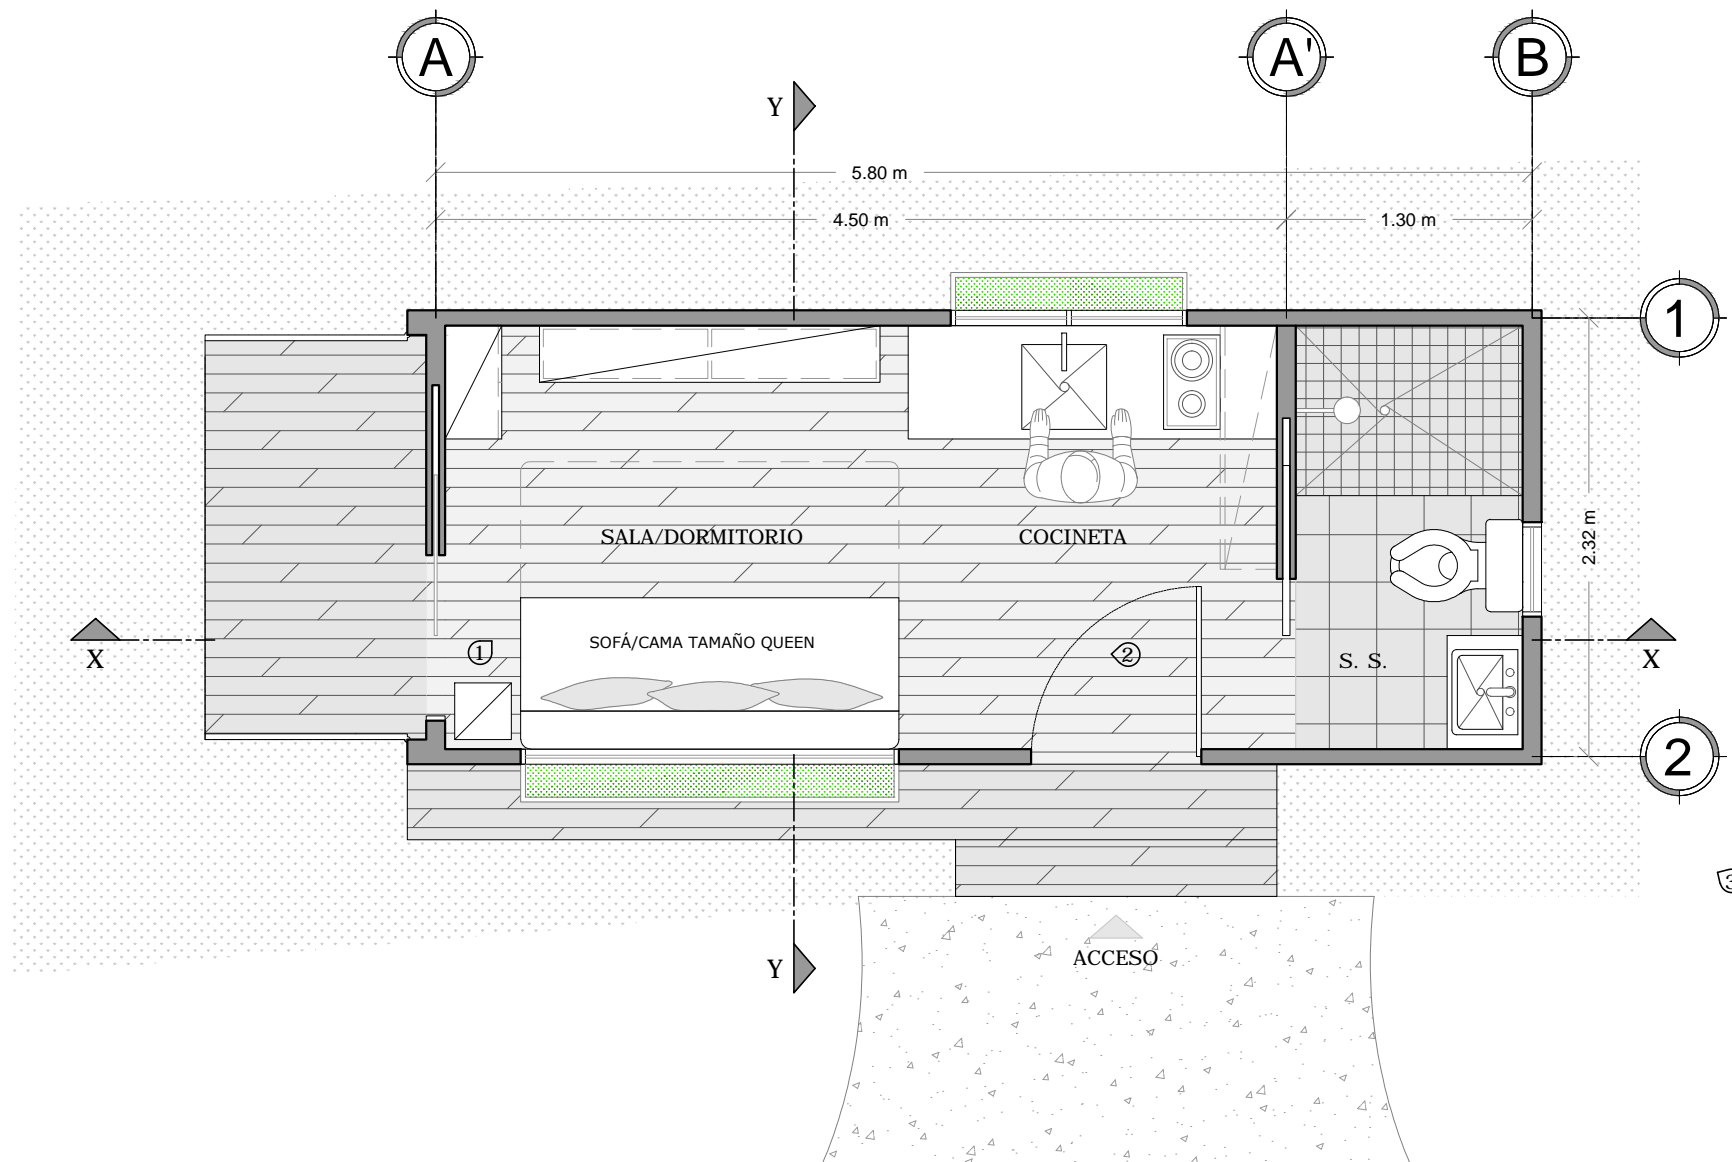 A
A'
B
Y
5.80 m
4.50 m
1.30 m
1
2.32 m
SALA/DORMITORIO
COCINETA
SOFÁ/CAMA TAMAÑO QUEEN
1
2
S. S.
X
X
2
3
Y
ACCESO